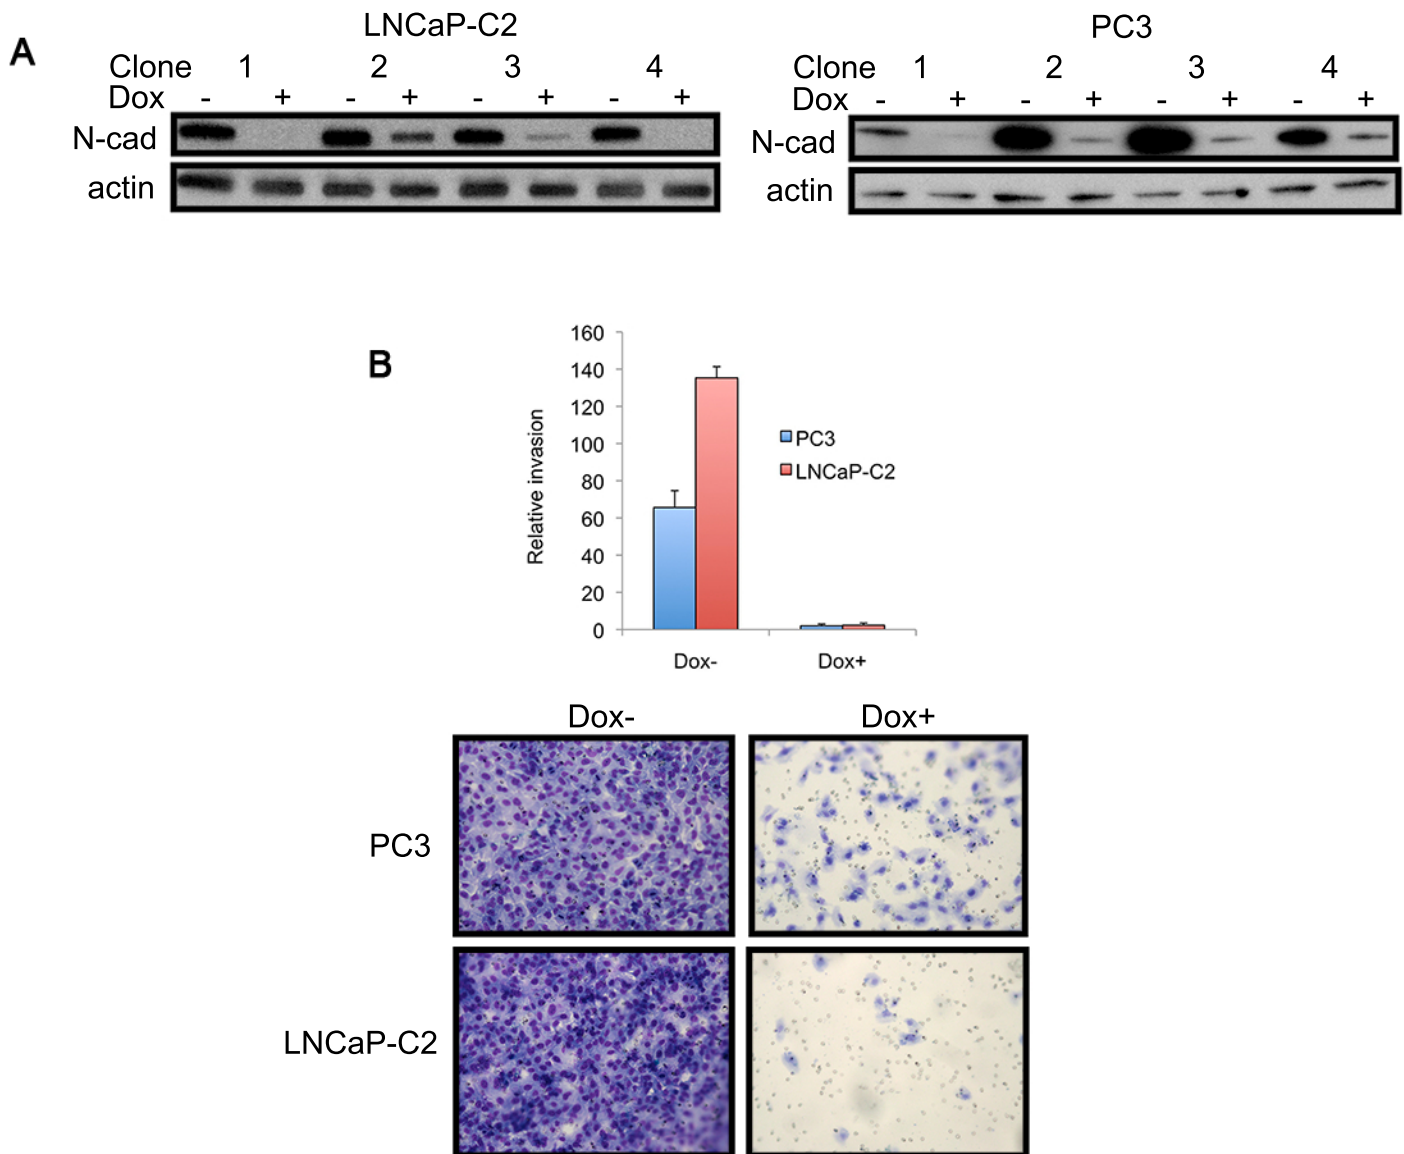 A
LNCaP-C2
Clone 1 2 3 4
Dox - + - + - + - +
N-cad
actin
PC3
Clone 1 2 3 4
Dox - + - + - + - +
N-cad
actin
B
160
140
120
100
80
60
40
20
0
Relative invasion
PC3
LNCaP-C2
Dox- Dox+
Dox- Dox+
PC3
LNCaP-C2